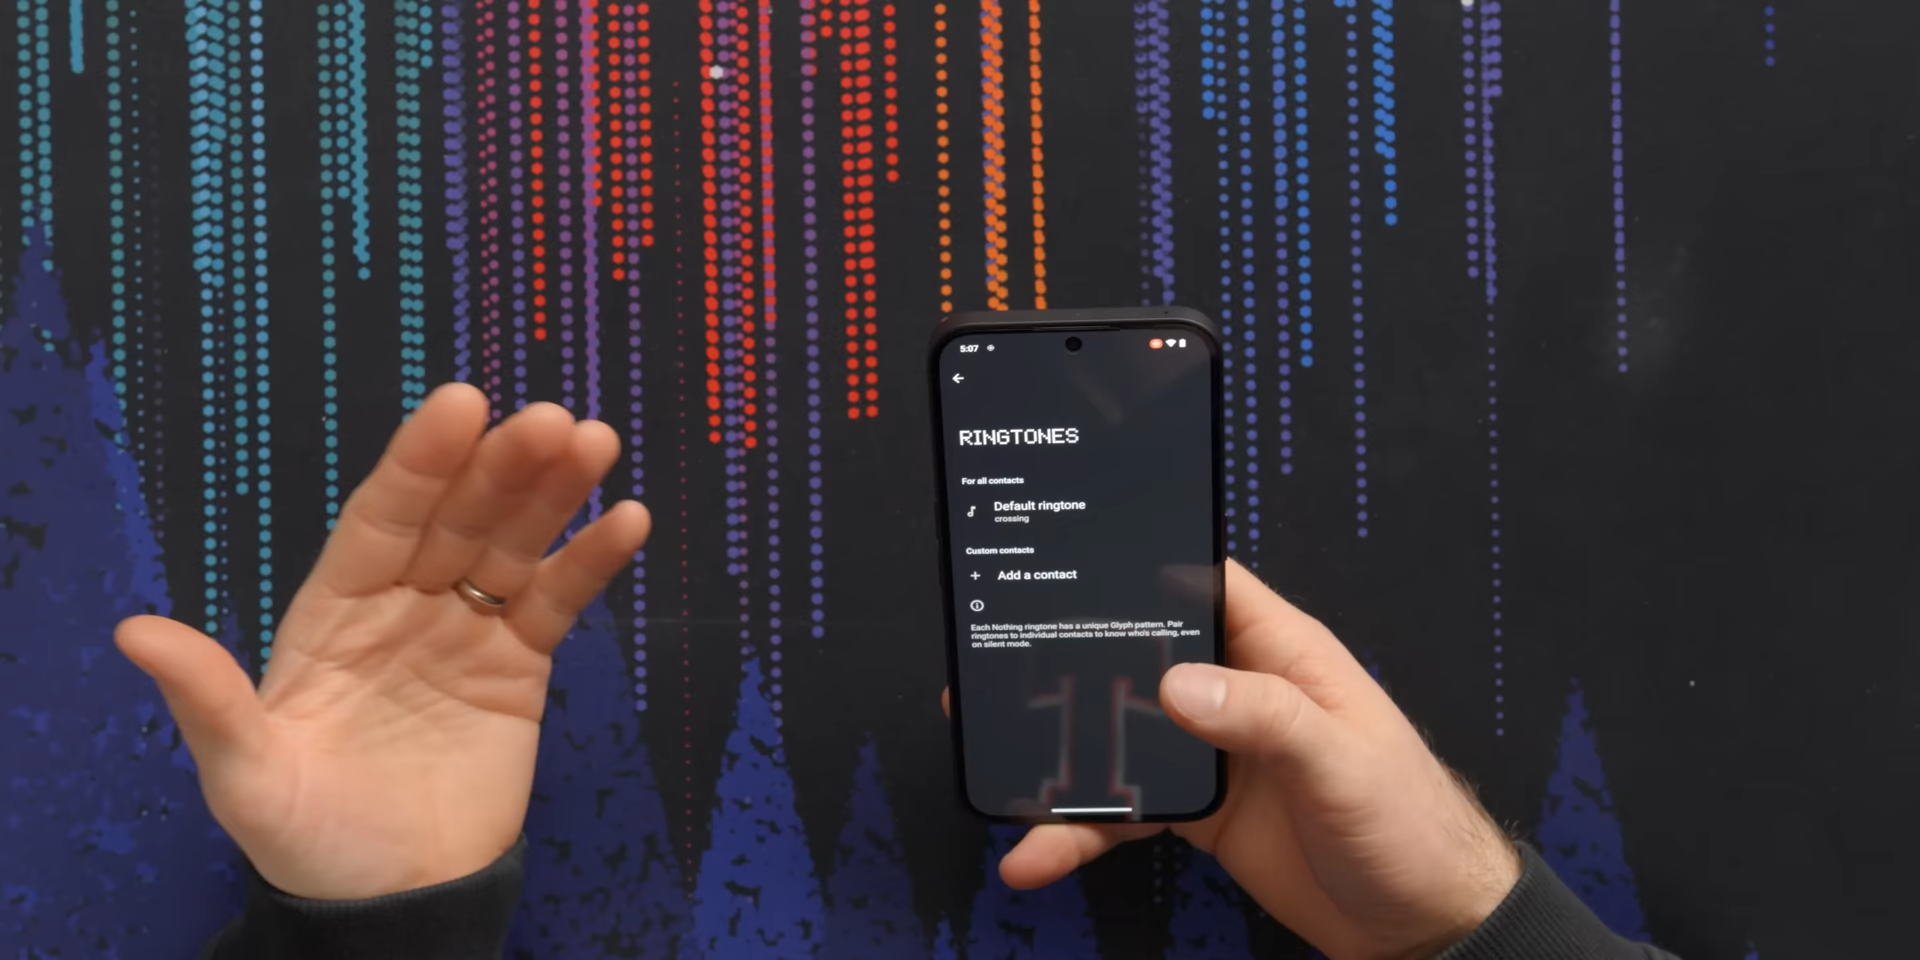 5:07
RINGTONES
For all contacts
Default ringtone
crossing
Custom contacts
Add a contact
Each Nothing ringtone has a unique Glyph pattern. Pair
ringtones to individual contacts to know who's calling, even
on silent mode.